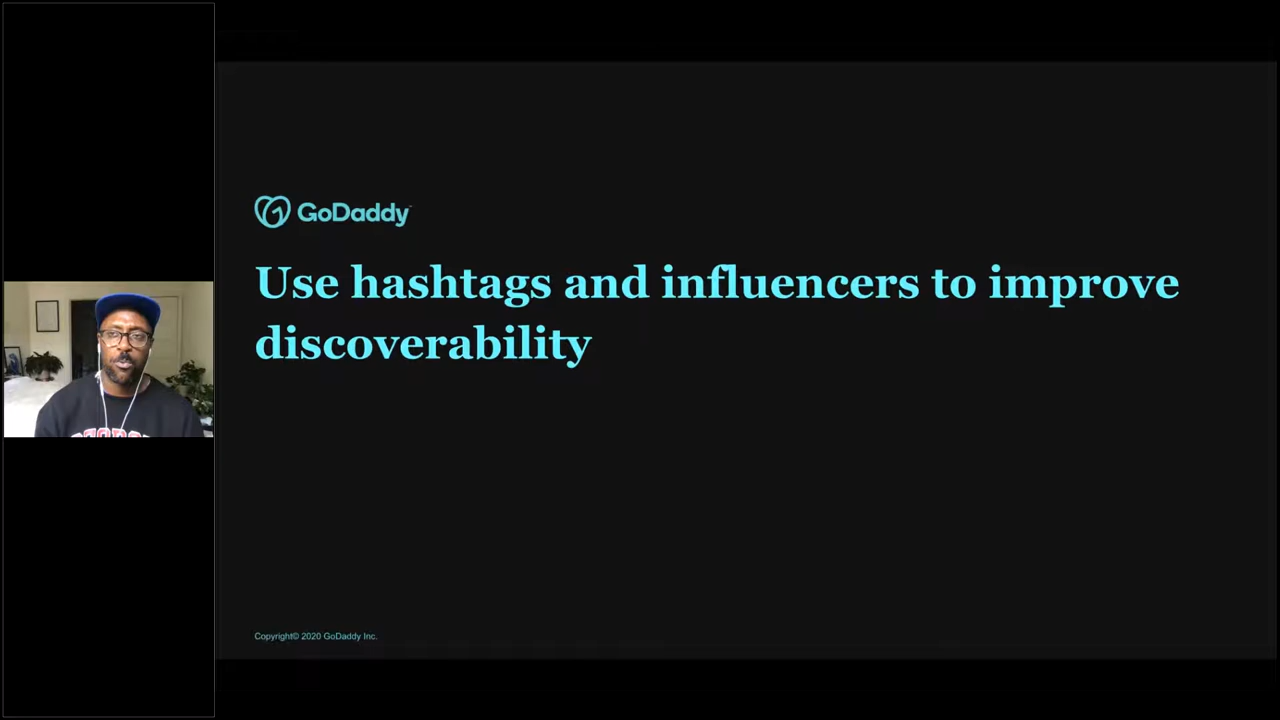 GoDaddy
Use hashtags and influencers to improve
discoverability
Copyright© 2020 GoDaddy Inc.